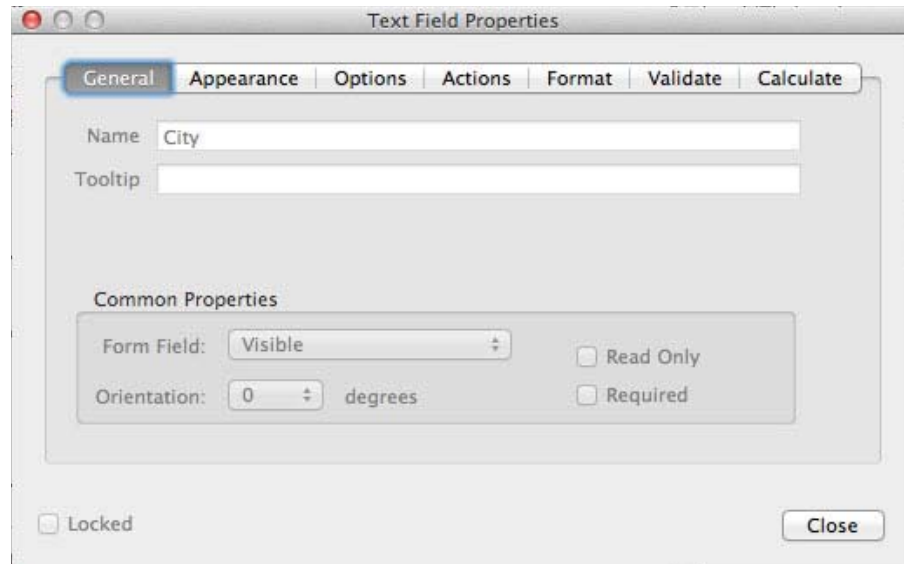 Text Field Properties
General Appearance Options Actions Format Validate Calculate
Name City
Tooltip
Common Properties
Form Field: Visible
Read Only
Orientation: 0 degrees
Required
Locked
Close